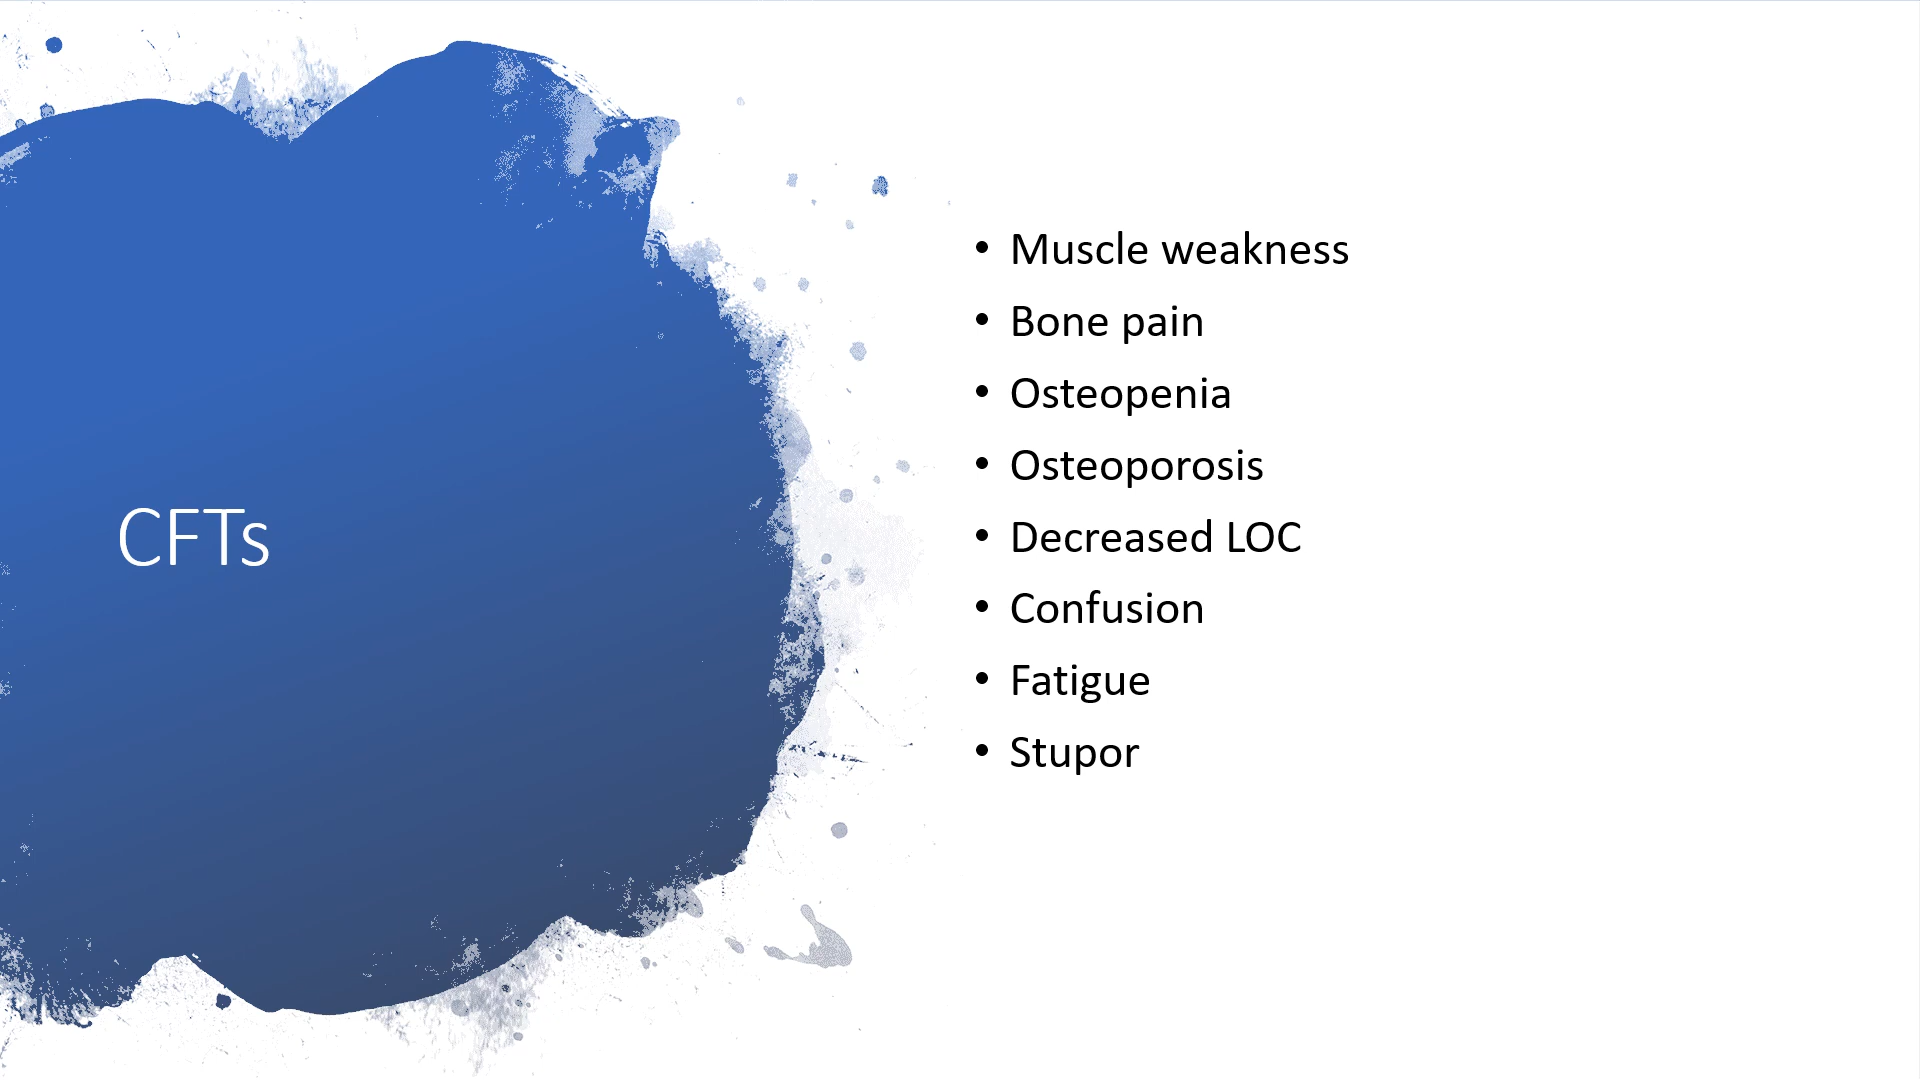 CFTs
• Muscle weakness
• Bone pain
• Osteopenia
• Osteoporosis
• Decreased LOC
• Confusion
• Fatigue
• Stupor